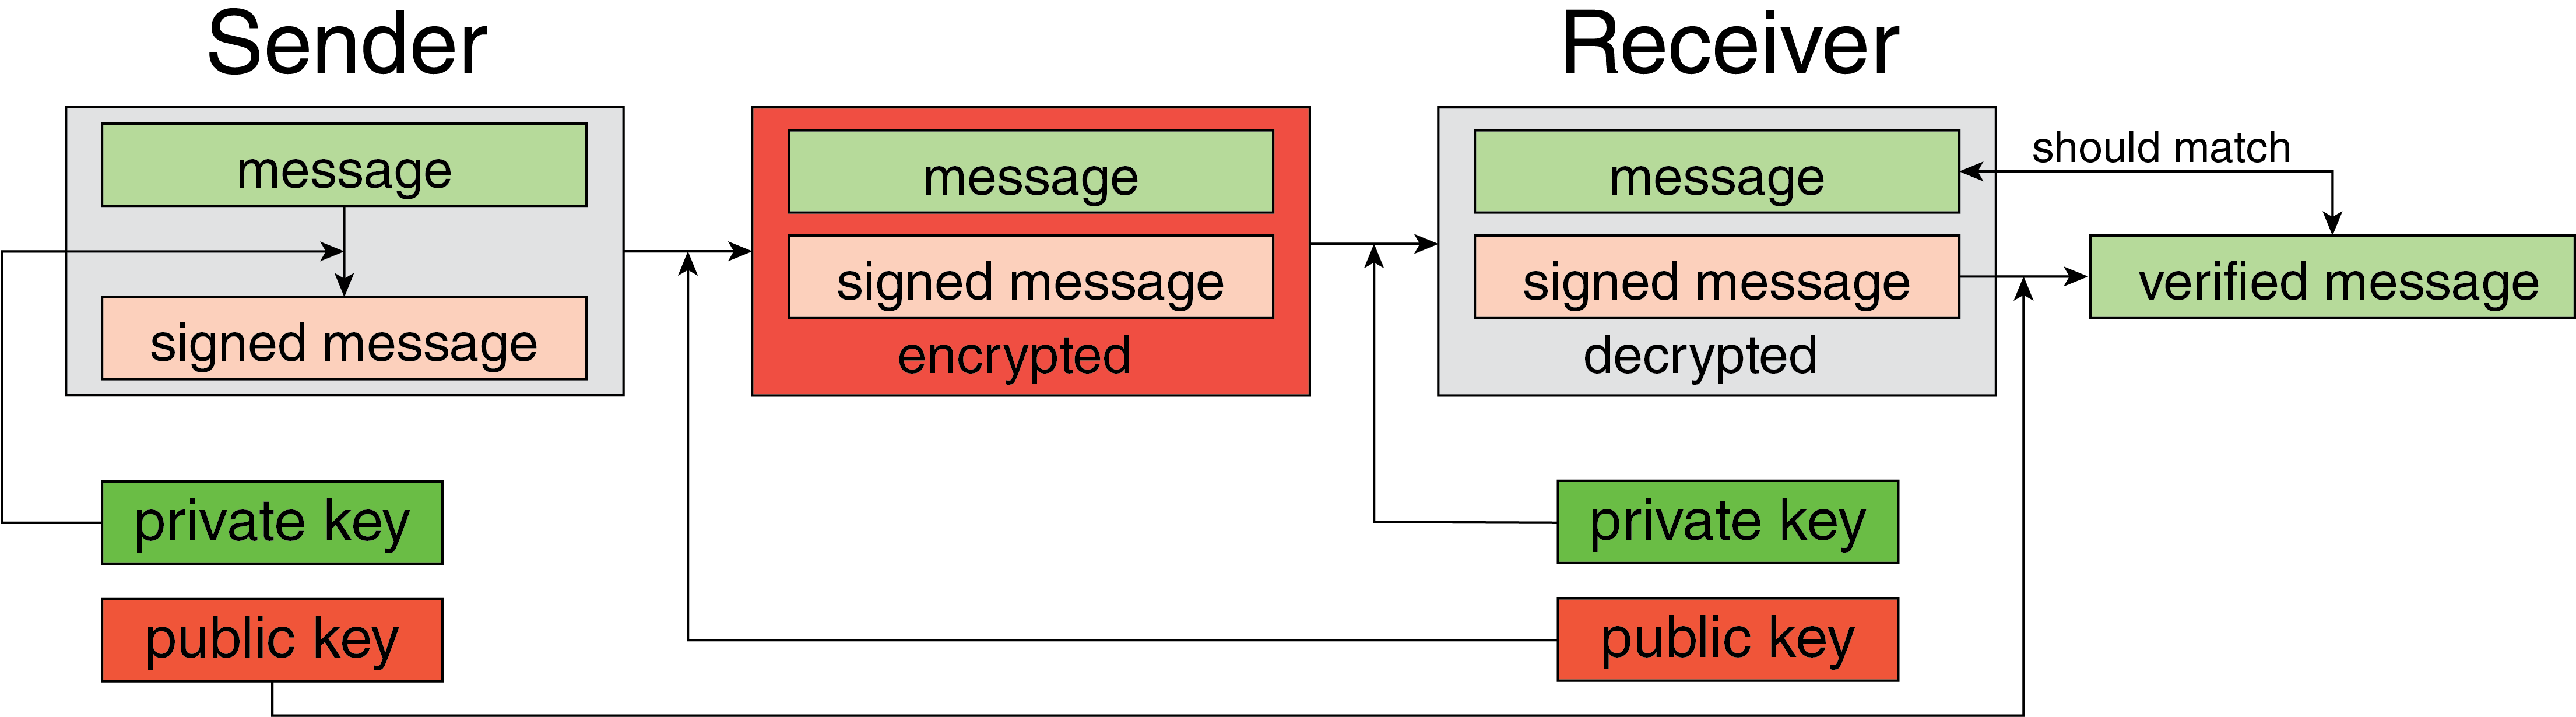 Sender
Receiver
message
signed message
message
signed message
encrypted
message
signed message
decrypted
should match
verified message
private key
public key
private key
public key